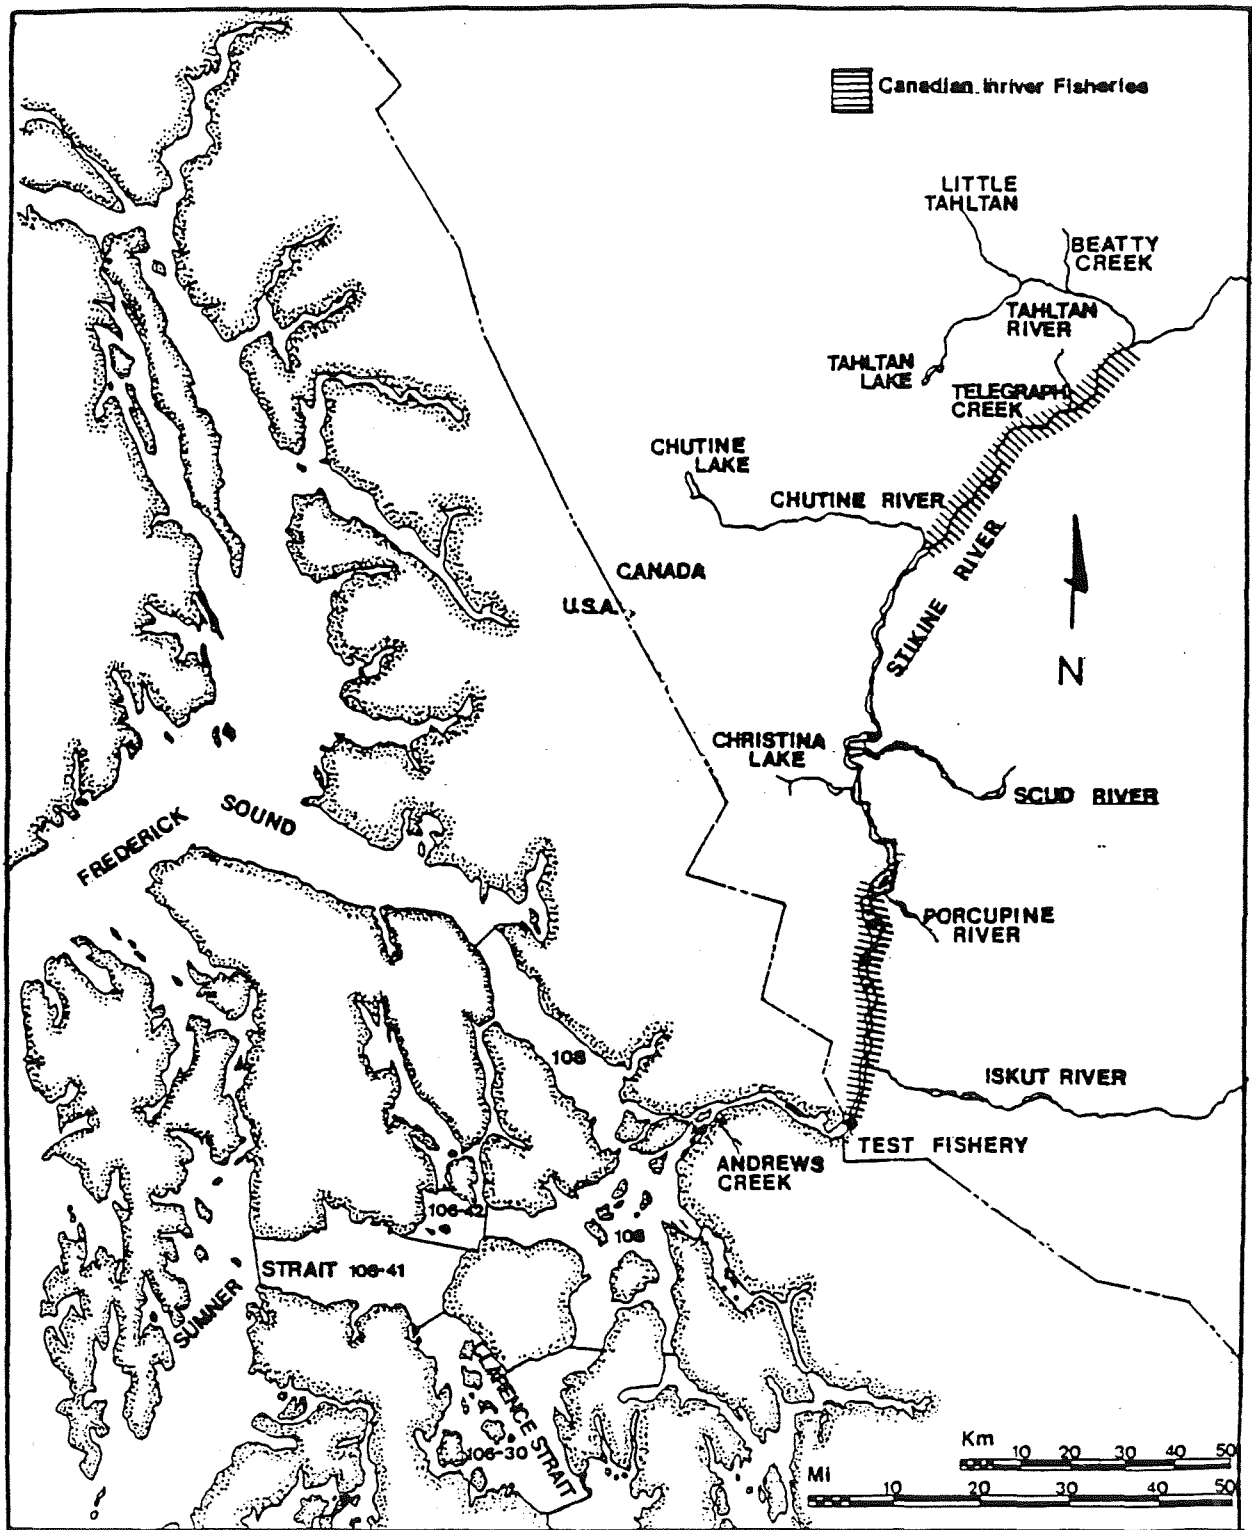 Canadian Inriver Fisheries
LITTLE
TAHLTAN
BEATTY
CREEK
TAHLTAN
RIVER
TAHLTAN
LAKE
TELEGRAPH
CREEK
CHUTINE
LAKE
CHUTINE RIVER
CANADA
U.S.A.
STIKINE RIVER
N
CHRISTINA
LAKE
SCUD RIVER
FREDERICK SOUND
PORCUPINE
RIVER
108
ISKUT RIVER
TEST FISHERY
ANDREWS
CREEK
106-42
108
STRAIT 106-41
SUMNER
CLARENCE STRAIT
106-30
Km
10 20 30 40 50
Mi
10 20 30 40 50